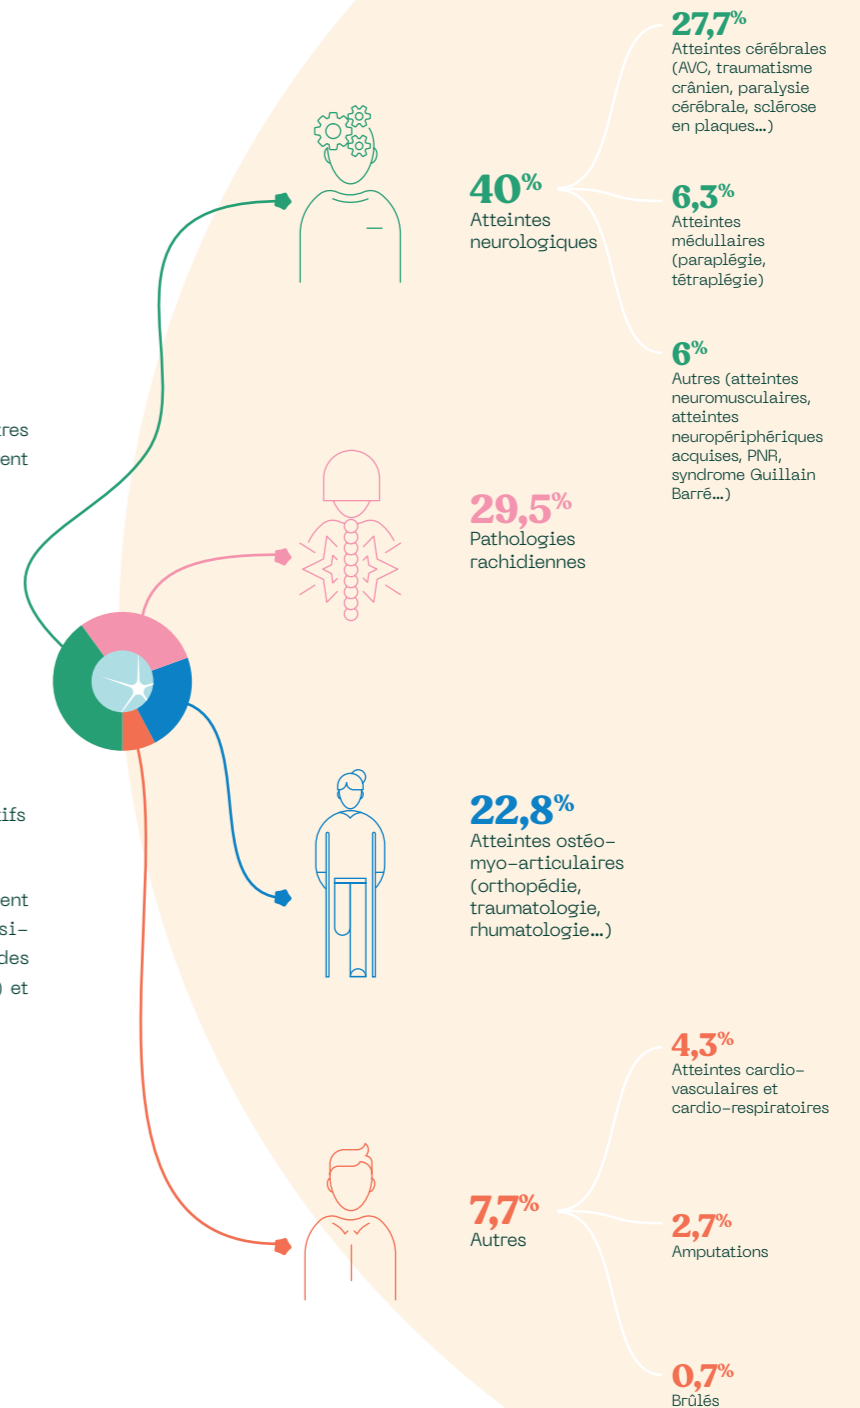 27,7%
Atteintes cérébrales
(AVC, traumatisme
crânien, paralysie
cérébrale, sclérose
en plaques...)
40%
Atteintes
neurologiques
6,3%
Atteintes
médullaires
(paraplégie,
tétraplégie)
6%
Autres (atteintes
neuromusculaires,
atteintes
neuropériphériques
acquises, PNR,
syndrome Guillain
Barré...)
29,5%
Pathologies
rachidiennes
22,8%
Atteintes ostéo-
myo-articulaires
(orthopédie,
traumatologie,
rhumatologie...)
4,3%
Atteintes cardio-
vasculaires et
cardio-respiratoires
7,7%
Autres
2,7%
Amputations
0,7%
Brûlés
et